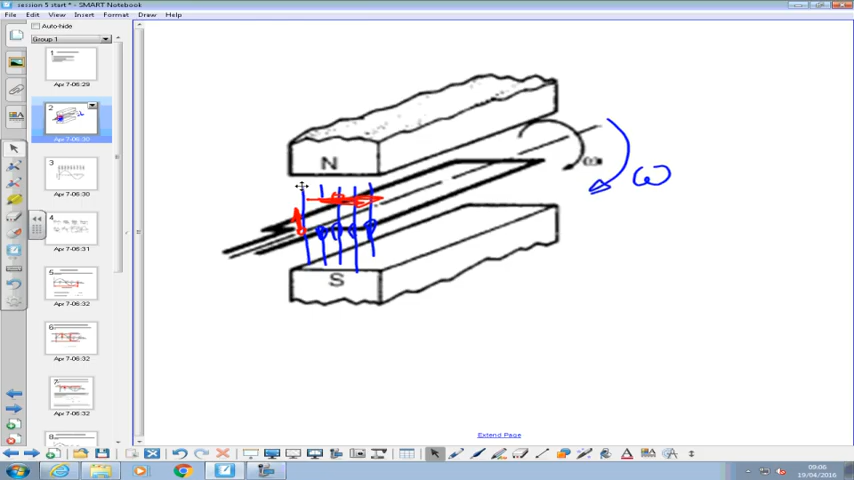 session 5 start * - SMART Notebook
File Edit View Insert Format Draw Help
Auto-hide
Group 1
1
Apr 7-06:29
2
Apr 7-06:30
3
Apr 7-06:30
4
Apr 7-06:31
5
Apr 7-06:32
6
Apr 7-06:32
7
Apr 7-06:32
8
N
S
ω
ω
Extend Page
09:06
19/04/2016